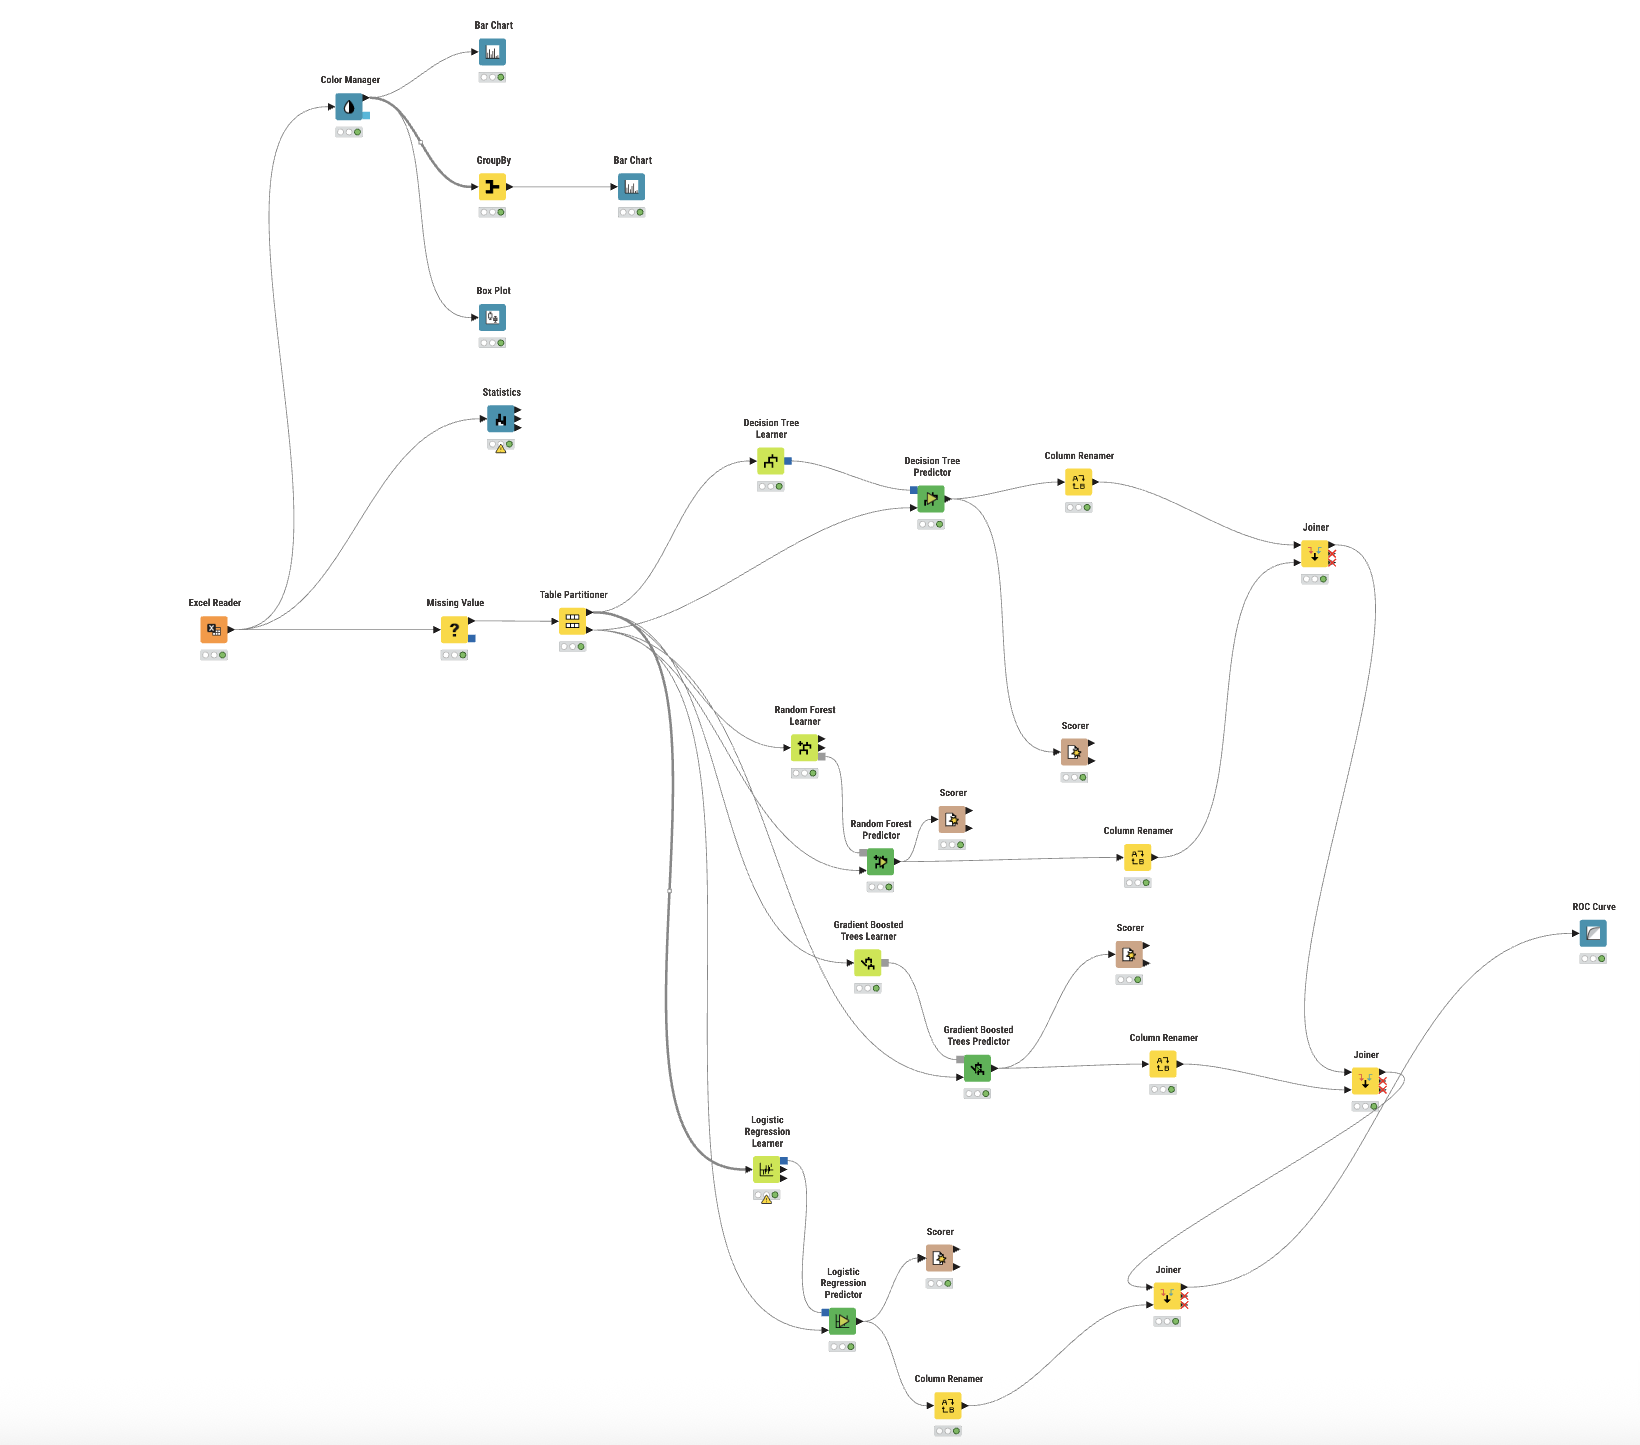 Bar Chart
Color Manager
GroupBy
Bar Chart
Box Plot
Statistics
Decision Tree
Learner
Decision Tree
Predictor
Column Renamer
Joiner
Excel Reader
Missing Value
Table Partitioner
Random Forest
Learner
Scorer
Scorer
Random Forest
Predictor
Column Renamer
Gradient Boosted
Trees Learner
Scorer
ROC Curve
Gradient Boosted
Trees Predictor
Column Renamer
Joiner
Logistic
Regression
Learner
Scorer
Logistic
Regression
Predictor
Joiner
Column Renamer